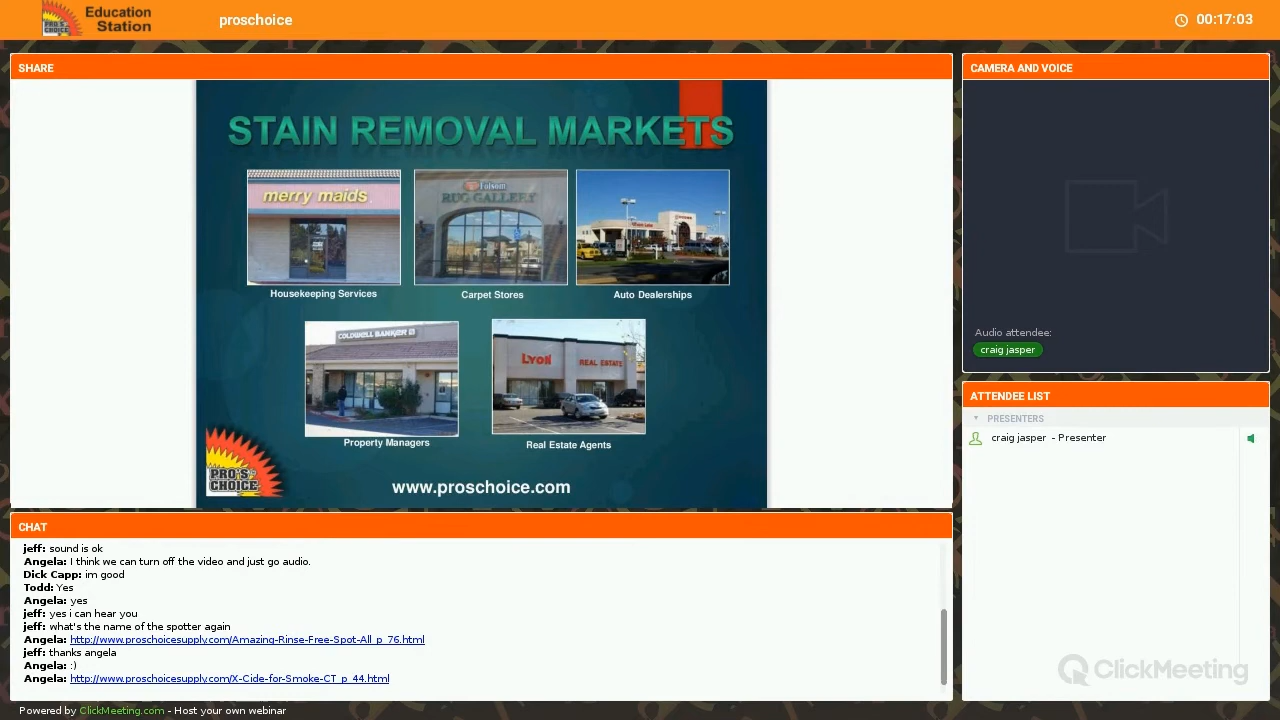 PRO'S CHOICE
Education
Station
proschoice
00:17:03
SHARE
STAIN REMOVAL MARKETS
merry maids
Folsom
RUG GALLERY
Housekeeping Services
Carpet Stores
Auto Dealerships
COLDWELL BANKER
LYON
REAL ESTATE
Property Managers
Real Estate Agents
PRO'S
CHOICE
www.proschoice.com
CAMERA AND VOICE
Audio attendee:
craig jasper
ATTENDEE LIST
PRESENTERS
craig jasper - Presenter
ClickMeeting
CHAT
jeff: sound is ok
Angela: I think we can turn off the video and just go audio.
Dick Capp: im good
Todd: Yes
Angela: yes
jeff: yes i can hear you
jeff: what's the name of the spotter again
Angela: http://www.proschoicesupply.com/Amazing-Rinse-Free-Spot-All_p_76.html
jeff: thanks angela
Angela: :)
Angela: http://www.proschoicesupply.com/X-Cide-for-Smoke-CT_p_44.html
Powered by ClickMeeting.com - Host your own webinar